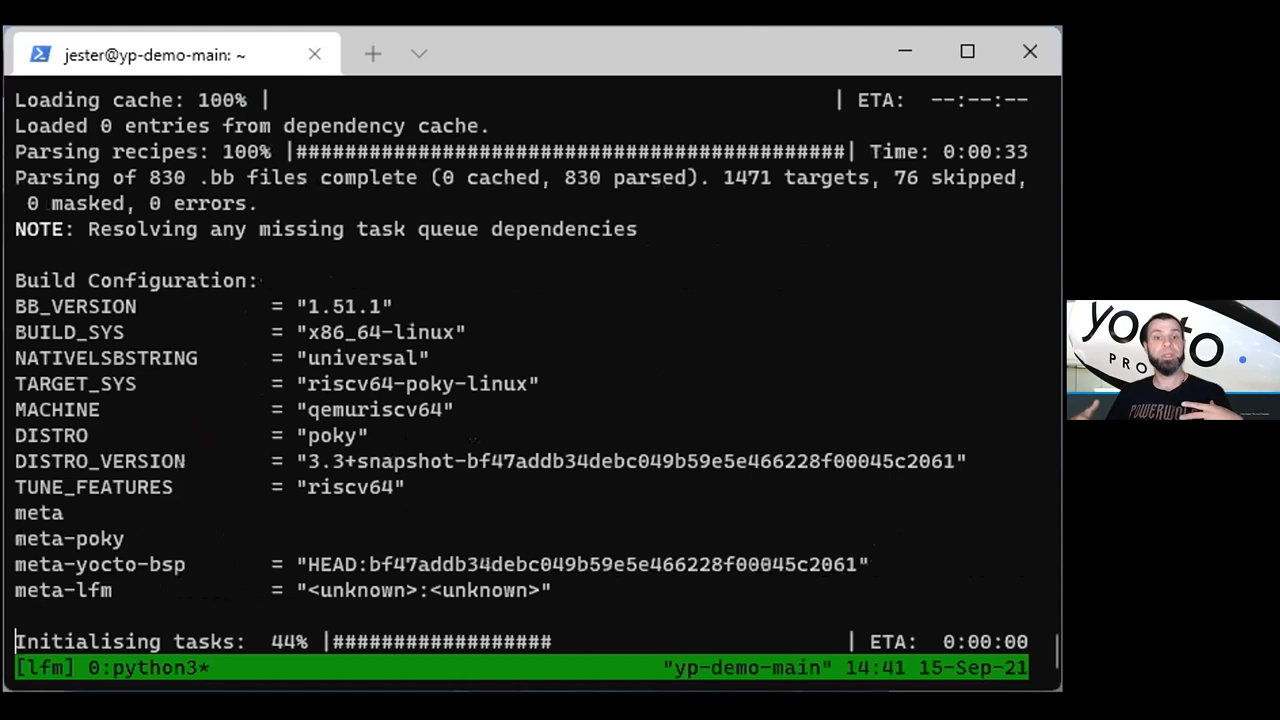 jester@yp-demo-main: ~
Loading cache: 100% | | ETA:  --:--:--
Loaded 0 entries from dependency cache.
Parsing recipes: 100% |#############################################| Time: 0:00:33
Parsing of 830 .bb files complete (0 cached, 830 parsed). 1471 targets, 76 skipped,
0 masked, 0 errors.
NOTE: Resolving any missing task queue dependencies
Build Configuration:
BB_VERSION = "1.51.1"
BUILD_SYS = "x86_64-linux"
NATIVELSBSTRING = "universal"
TARGET_SYS = "riscv64-poky-linux"
MACHINE = "qemuriscv64"
DISTRO = "poky"
DISTRO_VERSION = "3.3+snapshot-bf47addb34debc049b59e5e466228f00045c2061"
TUNE_FEATURES = "riscv64"
meta
meta-poky
meta-yocto-bsp = "HEAD:bf47addb34debc049b59e5e466228f00045c2061"
meta-lfm = "<unknown>:<unknown>"
Initialising tasks:  44% |################## | ETA:  0:00:00
[lfm] 0:python3* "yp-demo-main" 14:41 15-Sep-21
yocto
PRO
POWERWO